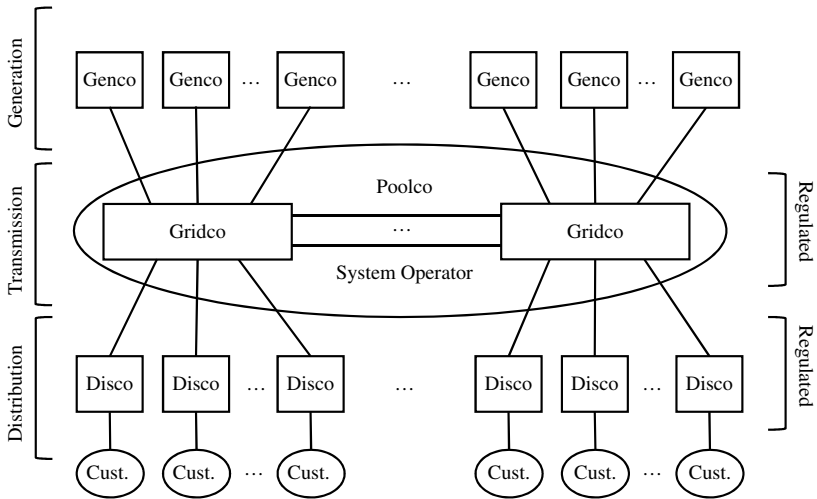 Generation
Genco Genco … Genco … Genco Genco … Genco
Transmission
Poolco
Gridco … Gridco
System Operator
Regulated
Distribution
Disco Disco … Disco … Disco Disco … Disco
Regulated
Cust. Cust. … Cust. Cust. Cust. … Cust.